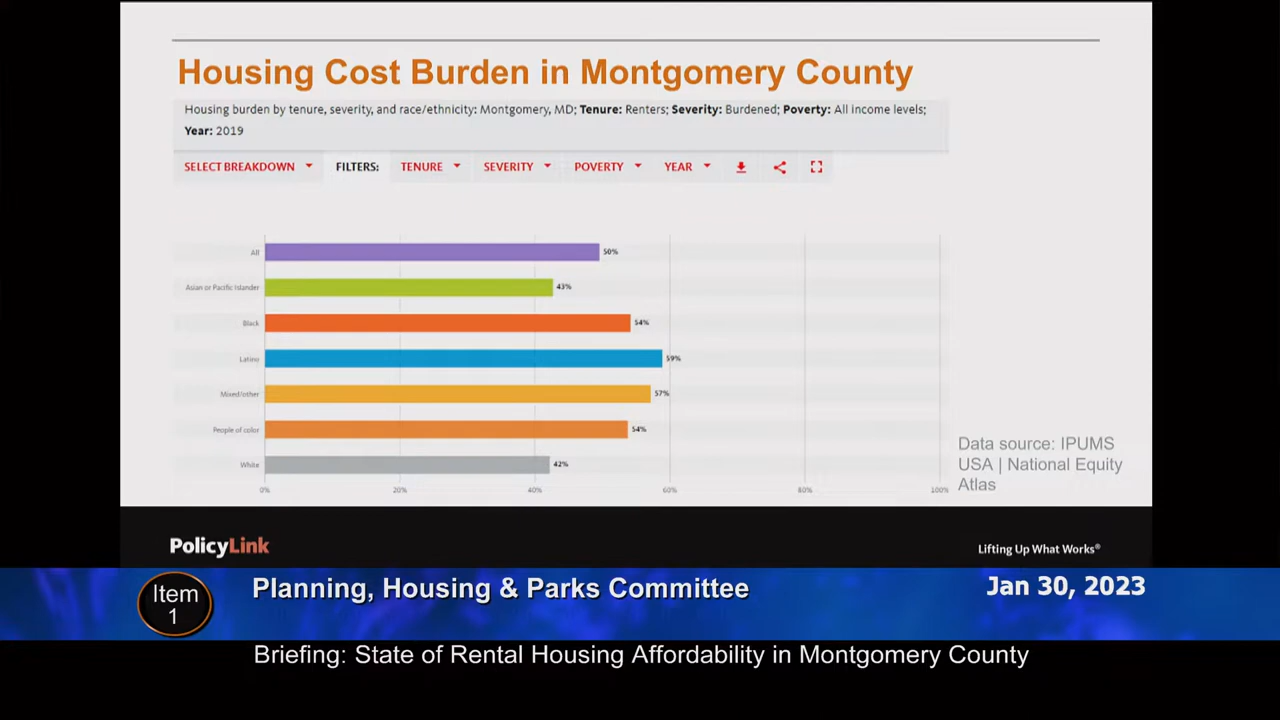 Housing Cost Burden in Montgomery County
Housing burden by tenure, severity, and race/ethnicity: Montgomery, MD; Tenure: Renters; Severity: Burdened; Poverty: All income levels;
Year: 2019
SELECT BREAKDOWN FILTERS: TENURE SEVERITY POVERTY YEAR
All 50%
Asian or Pacific Islander 43%
Black 54%
Latino 59%
Mixed/other 57%
People of color 54%
White 42%
0% 20% 40% 60% 80% 100%
Data source: IPUMS
USA | National Equity
Atlas
PolicyLink
Lifting Up What Works®
Item
1
Planning, Housing & Parks Committee
Jan 30, 2023
Briefing: State of Rental Housing Affordability in Montgomery County